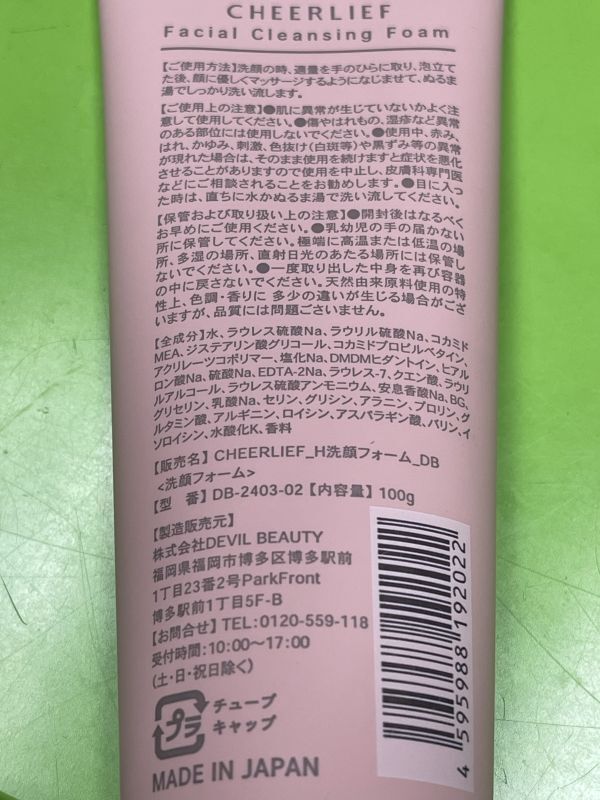 CHEERLIEF
Facial Cleansing Foam
【ご使用方法】洗顔の時、適量を手のひらに取り、泡立て
た後、顔に優しくマッサージするようになじませて、ぬるま
湯でしっかり洗い流します。
【ご使用上の注意】●肌に異常が生じていないかよく注
意して使用してください。●傷やはれもの、湿疹など異常
のある部位には使用しないでください。●使用中、赤み、
はれ、かゆみ、刺激、色抜け(白斑等)や黒ずみ等の異常
が現れた場合は、そのまま使用を続けますと症状を悪化
させることがありますので使用を中止し、皮膚科専門医
などにご相談されることをお勧めします。●目に入っ
た時は、直ちに水かぬるま湯で洗い流してください。
【保管および取り扱い上の注意】●開封後はなるべく
お早めにご使用ください。●乳幼児の手の届かない
所に保管してください。極端に高温または低温の場
所、多湿の場所、直射日光のあたる場所には保管し
ないでください。●一度取り出した中身を再び容器
の中に戻さないでください。天然由来原料使用の特
性上、色調・香りに 多少の違いが生じる場合がござ
いますが、品質には問題ございません。
【全成分】水、ラウレス硫酸Na、ラウリル硫酸Na、コカミド
MEA、ジステアリン酸グリコール、コカミドプロピルベタイン、
アクリレーツコポリマー、塩化Na、DMDMヒダントイン、ヒアル
ロン酸Na、硫酸Na、EDTA-2Na、ラウレス-7、クエン酸、ラウリ
ルアルコール、ラウレス硫酸アンモニウム、安息香酸Na、BG、
グリセリン、乳酸Na、セリン、グリシン、アラニン、プロリン、グ
ルタミン酸、アルギニン、ロイシン、アスパラギン酸、バリン、イ
ソロイシン、水酸化K、香料
【販売名】CHEERLIEF_H洗顔フォーム_DB
<洗顔フォーム>
【型　番】DB-2403-02【内容量】100g
【製造販売元】
株式会社DEVIL BEAUTY
福岡県福岡市博多区博多駅前
1丁目23番2号ParkFront
博多駅前1丁目5F-B
【お問合せ】TEL:0120-559-118
受付時間:10:00〜17:00
(土・日・祝日除く)
プラ
チューブ
キャップ
MADE IN JAPAN
4 595988 192022